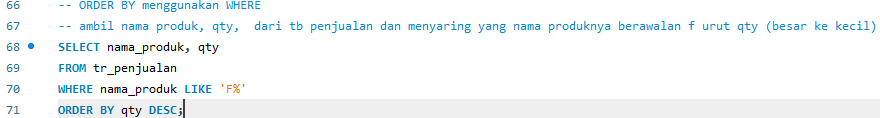 66 -- ORDER BY menggunakan WHERE
67 -- ambil nama produk, qty,  dari tb penjualan dan menyaring yang nama produknya berawalan f urut qty (besar ke kecil)
68 SELECT nama_produk, qty
69 FROM tr_penjualan
70 WHERE nama_produk LIKE 'F%'
71 ORDER BY qty DESC;